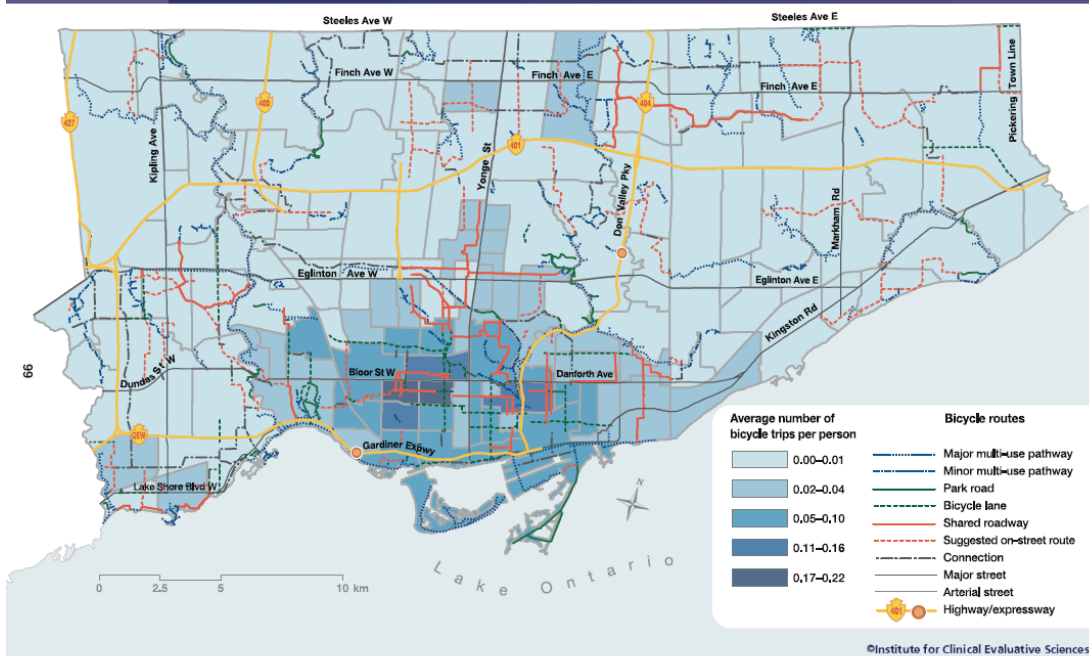 Steeles Ave W
Steeles Ave E
Finch Ave W
Finch Ave E
Finch Ave E
Pickering Town Line
427
400
404
401
Kipling Ave
Yonge St
Don Valley Pky
Markham Rd
Eglinton Ave W
Eglinton Ave E
Kingston Rd
Dundas St W
Bloor St W
Danforth Ave
QEW
Gardiner Expwy
Lake Shore Blvd W
Lake Ontario
N
0 2.5 5 10 km
66
Average number of
bicycle trips per person
0.00–0.01
0.02–0.04
0.05–0.10
0.11–0.16
0.17–0.22
Bicycle routes
Major multi-use pathway
Minor multi-use pathway
Park road
Bicycle lane
Shared roadway
Suggested on-street route
Connection
Major street
Arterial street
401 Highway/expressway
©Institute for Clinical Evaluative Sciences